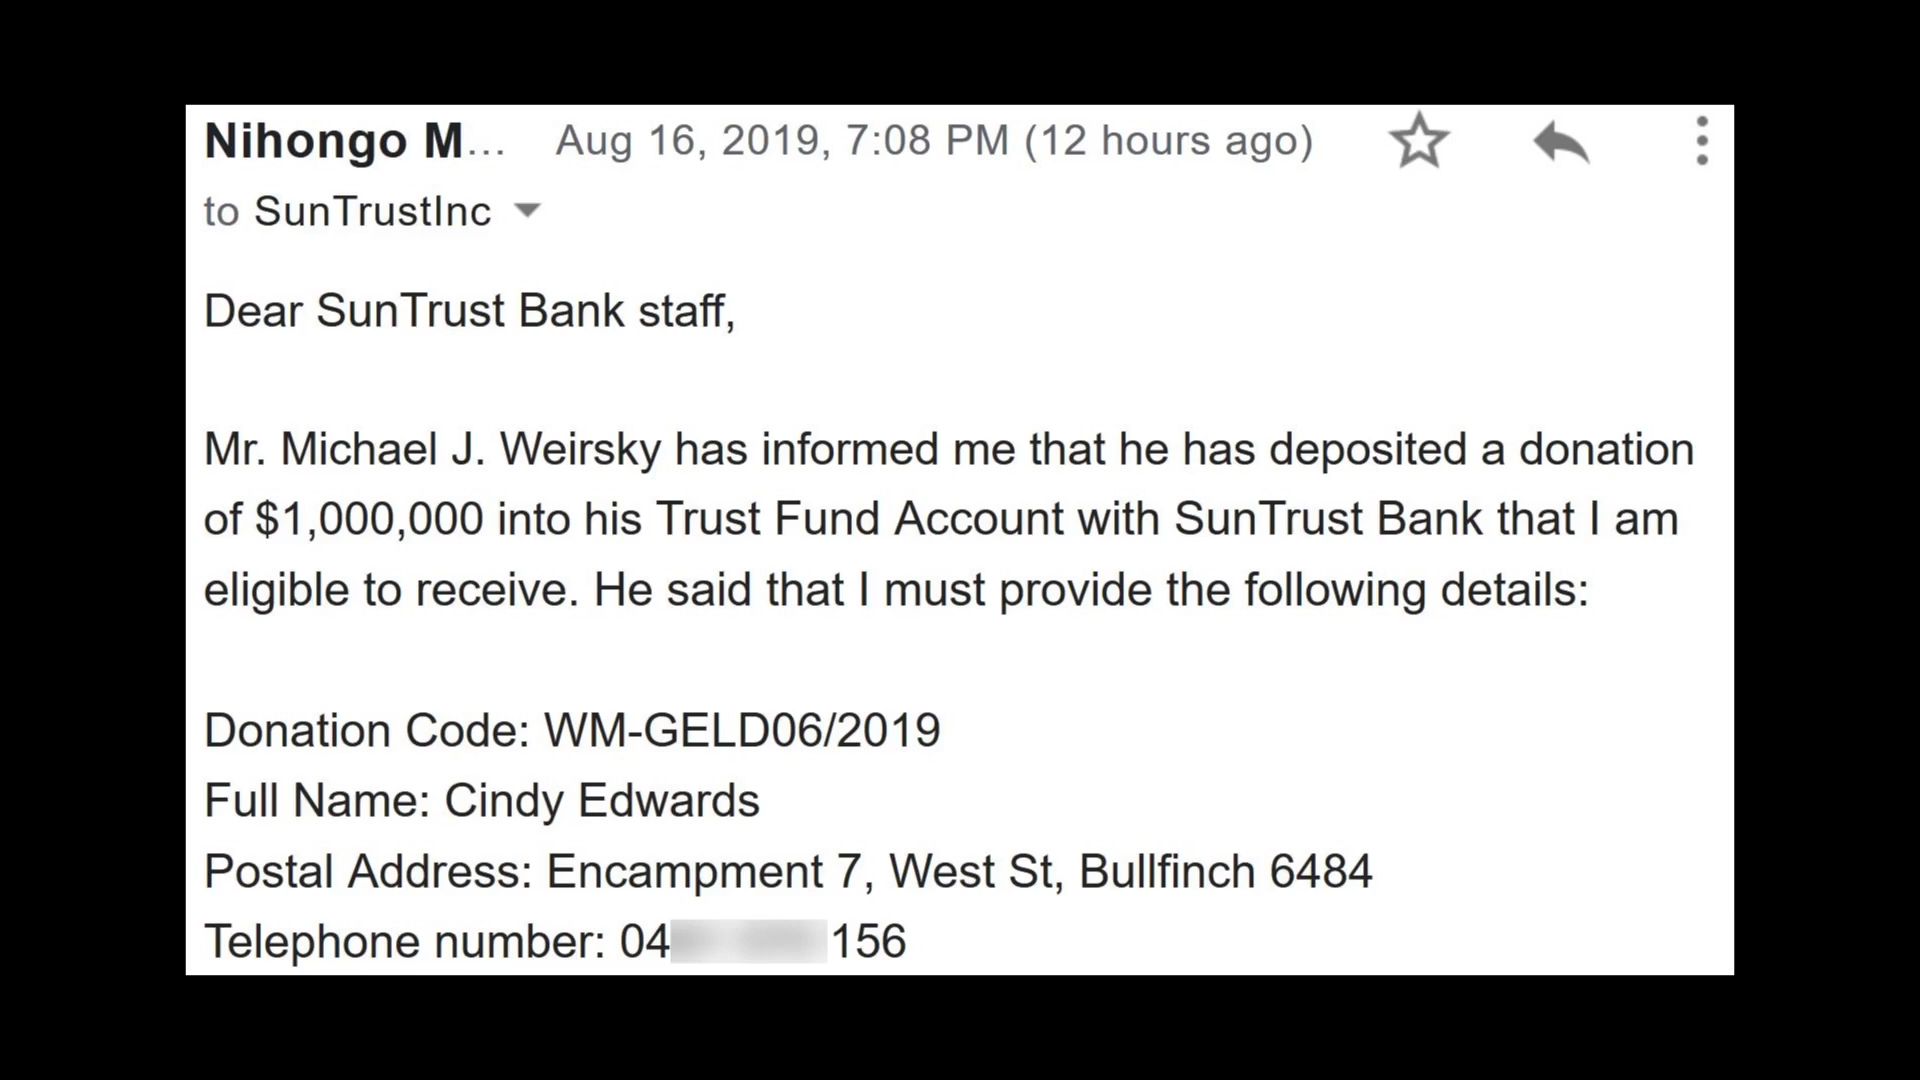 Nihongo M... Aug 16, 2019, 7:08 PM (12 hours ago)
to SunTrustInc
Dear SunTrust Bank staff,
Mr. Michael J. Weirsky has informed me that he has deposited a donation
of $1,000,000 into his Trust Fund Account with SunTrust Bank that I am
eligible to receive. He said that I must provide the following details:
Donation Code: WM-GELD06/2019
Full Name: Cindy Edwards
Postal Address: Encampment 7, West St, Bullfinch 6484
Telephone number: 04 156